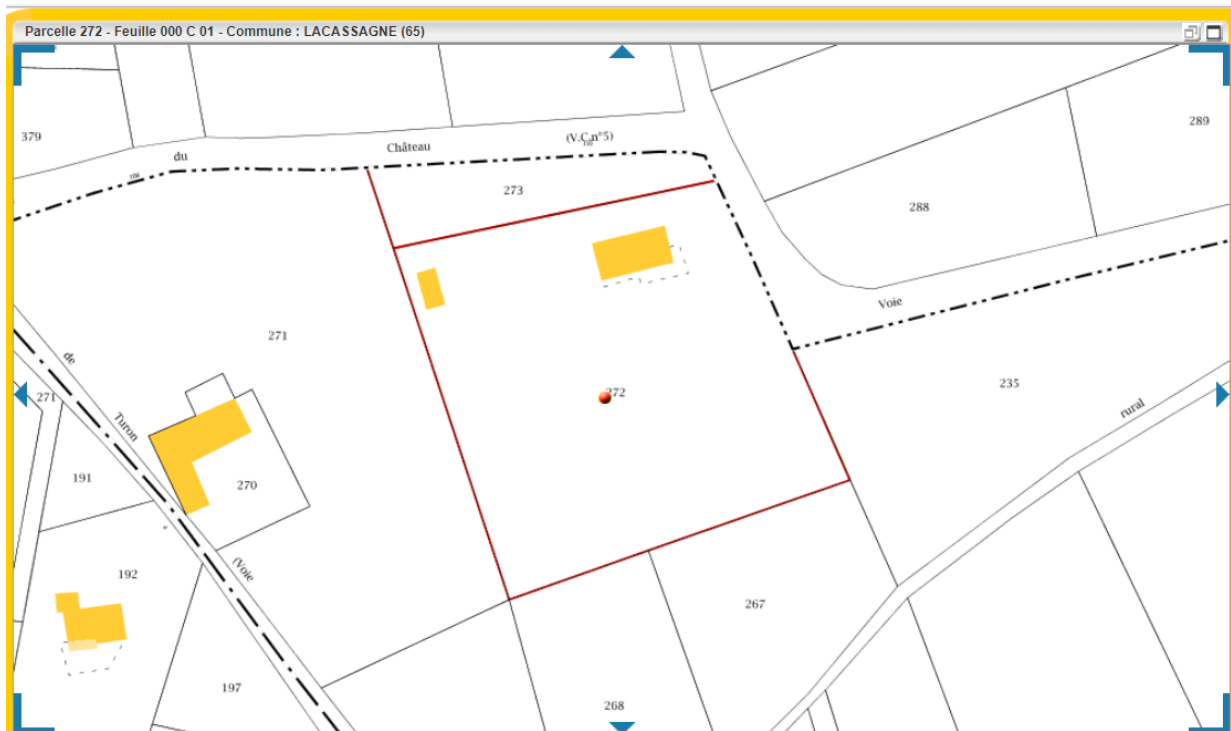 Parcelle 272 - Feuille 000 C 01 - Commune : LACASSAGNE (65)
379
du
Château
(V.C.n°5)
289
273
288
Voie
271
de
271
272
235
Turon
rural
191
270
192
(Voie
267
197
268